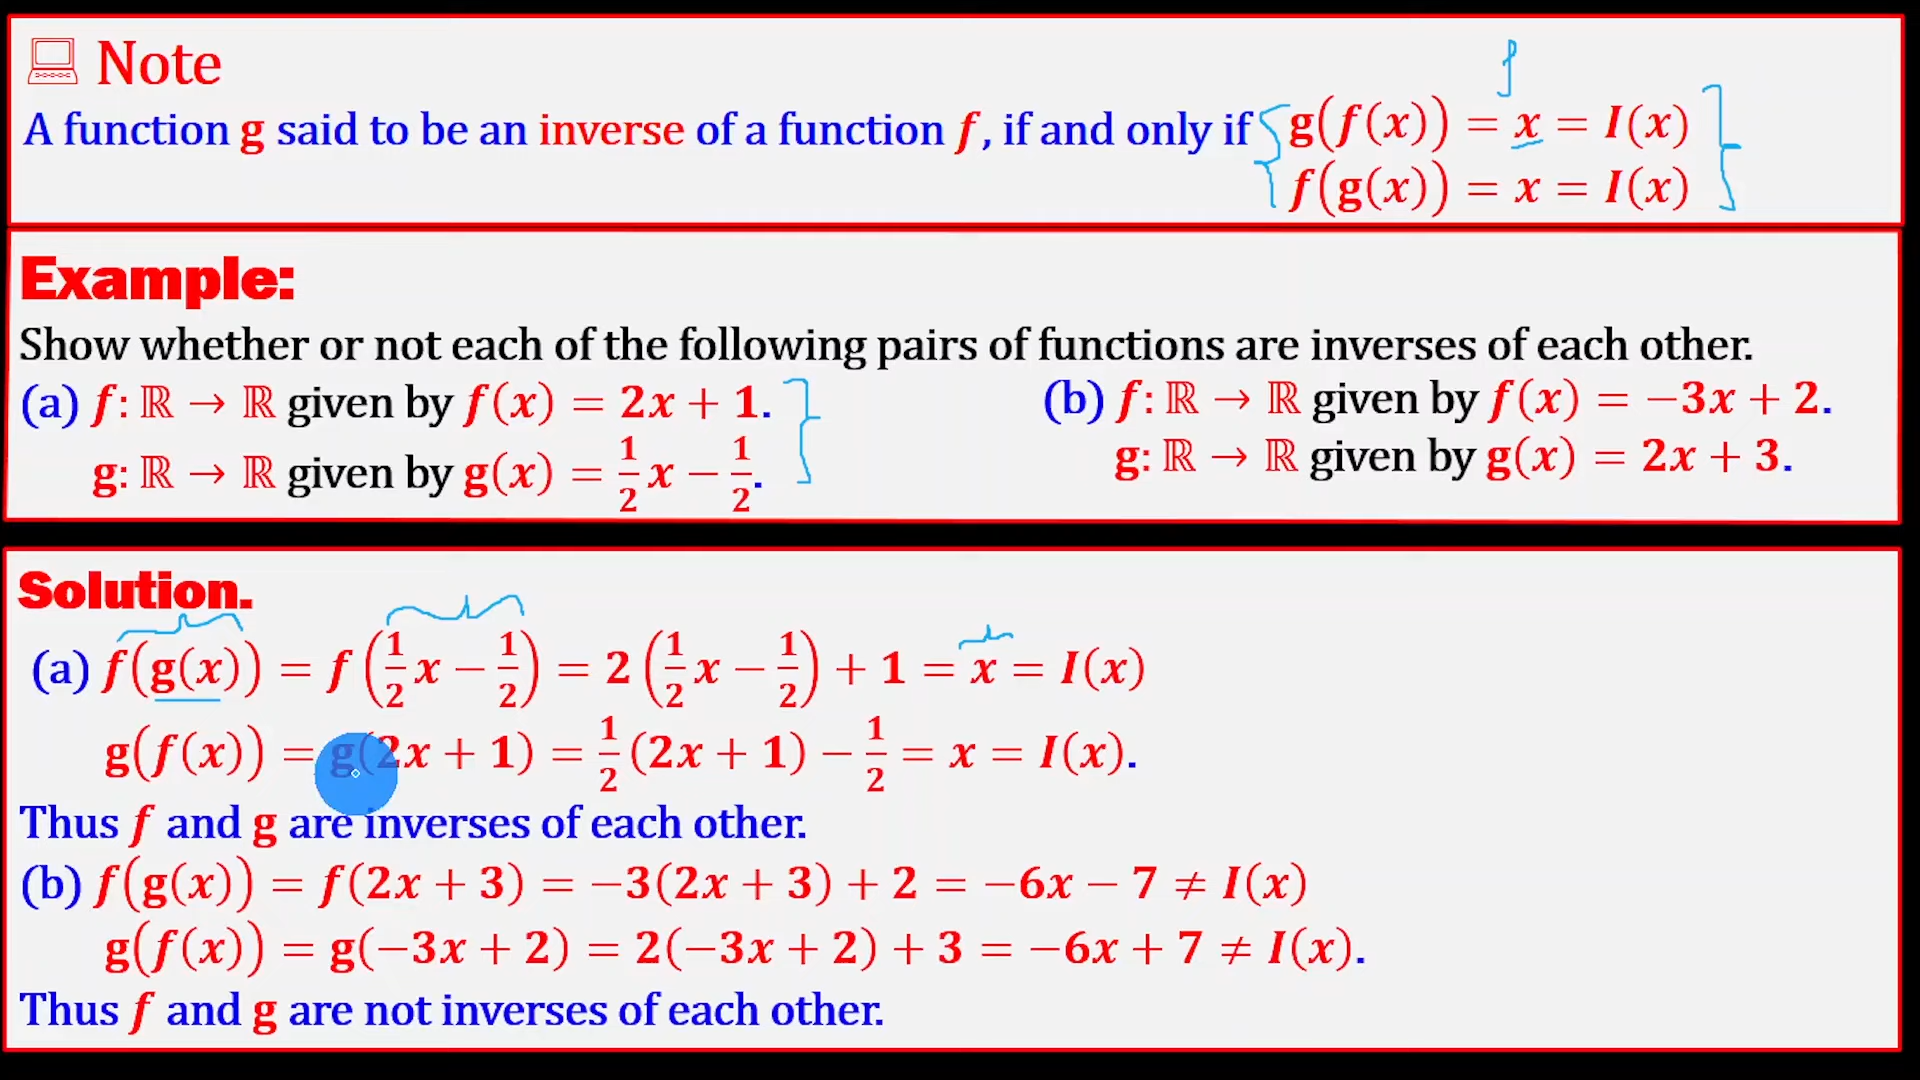 Note
A function g said to be an inverse of a function f, if and only if g(f(x)) = x = I(x)
f(g(x)) = x = I(x)
Example:
Show whether or not each of the following pairs of functions are inverses of each other.
(a) f: ℝ → ℝ given by f(x) = 2x + 1.
g: ℝ → ℝ given by g(x) = 1/2 x − 1/2.
(b) f: ℝ → ℝ given by f(x) = −3x + 2.
g: ℝ → ℝ given by g(x) = 2x + 3.
Solution.
(a) f(g(x)) = f(1/2 x − 1/2) = 2(1/2 x − 1/2) + 1 = x = I(x)
g(f(x)) = g(2x + 1) = 1/2 (2x + 1) − 1/2 = x = I(x).
Thus f and g are inverses of each other.
(b) f(g(x)) = f(2x + 3) = −3(2x + 3) + 2 = −6x − 7 ≠ I(x)
g(f(x)) = g(−3x + 2) = 2(−3x + 2) + 3 = −6x + 7 ≠ I(x).
Thus f and g are not inverses of each other.